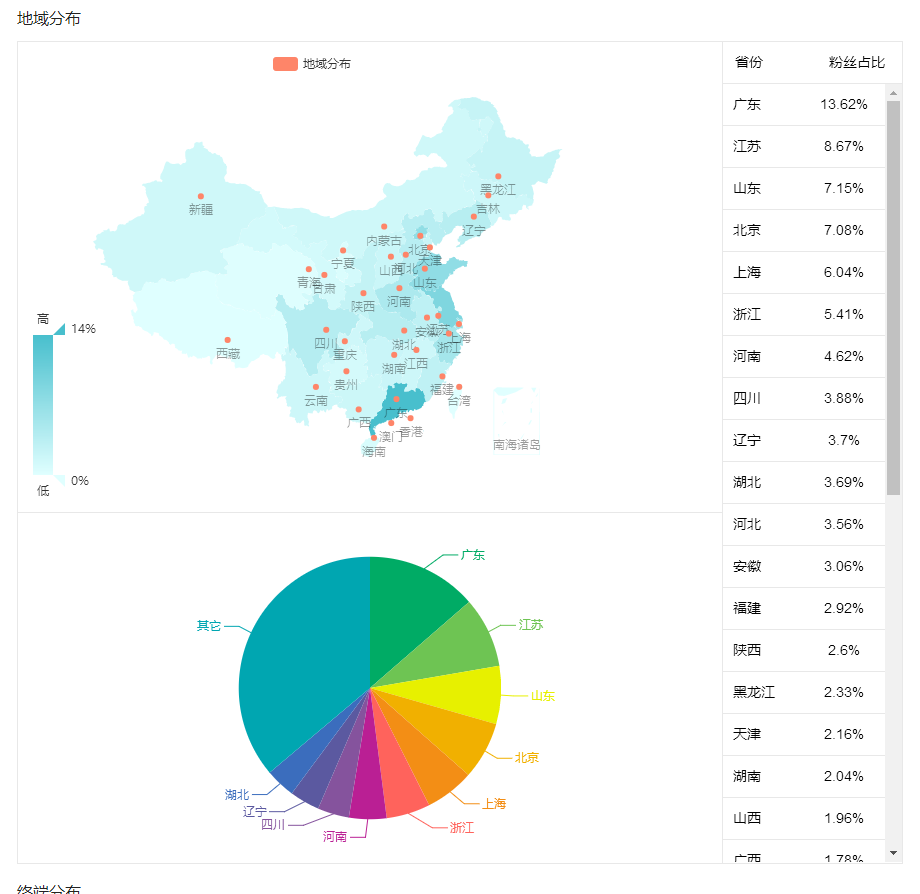 地域分布
地域分布
黑龙江
新疆
吉林
辽宁
内蒙古
北京
天津
宁夏
山西
河北
青海
甘肃
山东
陕西
河南
高
14%
安徽
江苏
上海
四川
湖北
浙江
西藏
重庆
湖南
江西
贵州
福建
云南
台湾
广东
广西
香港
澳门
南海诸岛
海南
0%
低
省份 粉丝占比
广东 13.62%
江苏 8.67%
山东 7.15%
北京 7.08%
上海 6.04%
浙江 5.41%
河南 4.62%
四川 3.88%
辽宁 3.7%
湖北 3.69%
河北 3.56%
安徽 3.06%
福建 2.92%
陕西 2.6%
黑龙江 2.33%
天津 2.16%
湖南 2.04%
山西 1.96%
广西 1.78%
广东
江苏
其它
山东
北京
湖北
上海
辽宁
四川
浙江
河南
终端分布